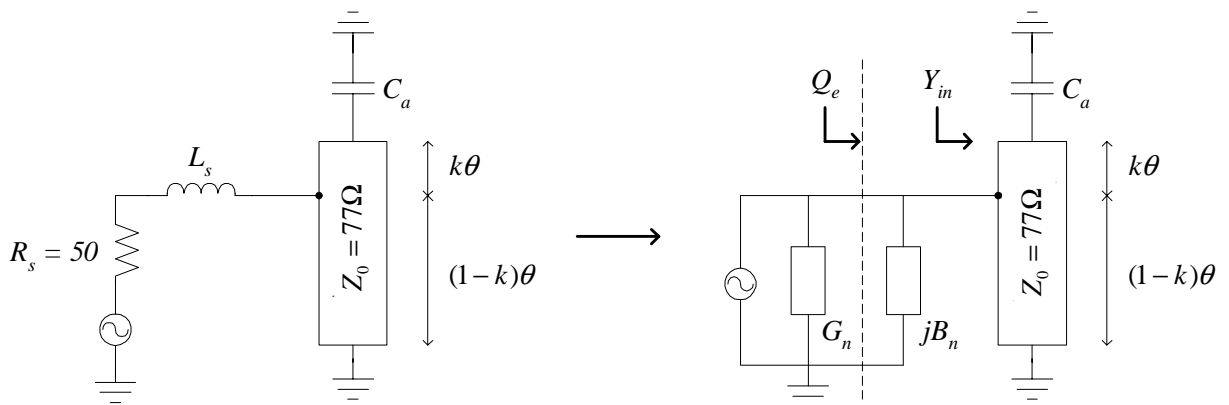 C_a
L_s
kθ
Z_0 = 77Ω
R_s = 50
(1−k)θ
Q_e
Y_in
C_a
kθ
Z_0 = 77Ω
(1−k)θ
G_n
jB_n